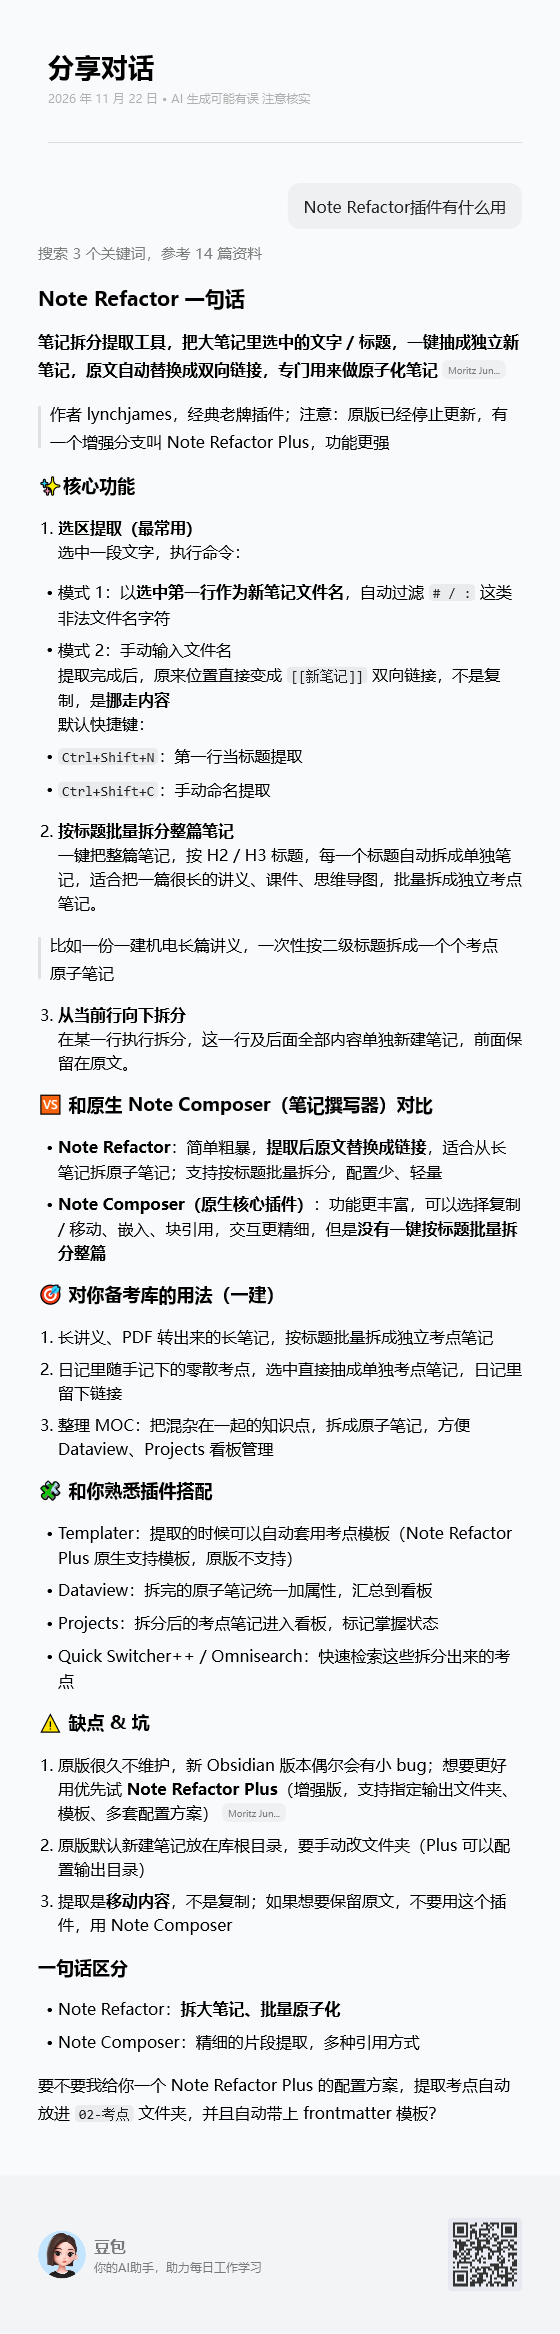 分享对话
2026 年 11 月 22 日 • AI 生成可能有误 注意核实
Note Refactor插件有什么用
搜索 3 个关键词，参考 14 篇资料
Note Refactor 一句话
笔记拆分提取工具，把大笔记里选中的文字 / 标题，一键抽成独立新
笔记，原文自动替换成双向链接，专门用来做原子化笔记 Moritz Jun...
作者 lynchjames，经典老牌插件；注意：原版已经停止更新，有
一个增强分支叫 Note Refactor Plus，功能更强
✨核心功能
1. 选区提取（最常用）
选中一段文字，执行命令：
• 模式 1：以选中第一行作为新笔记文件名，自动过滤 # / : 这类
非法文件名字符
• 模式 2：手动输入文件名
提取完成后，原来位置直接变成 [[新笔记]] 双向链接，不是复
制，是挪走内容
默认快捷键：
• Ctrl+Shift+N：第一行当标题提取
• Ctrl+Shift+C：手动命名提取
2. 按标题批量拆分整篇笔记
一键把整篇笔记，按 H2 / H3 标题，每一个标题自动拆成单独笔
记，适合把一篇很长的讲义、课件、思维导图，批量拆成独立考点
笔记。
比如一份一建机电长篇讲义，一次性按二级标题拆成一个个考点
原子笔记
3. 从当前行向下拆分
在某一行执行拆分，这一行及后面全部内容单独新建笔记，前面保
留在原文。
🆚 和原生 Note Composer（笔记撰写器）对比
• Note Refactor：简单粗暴，提取后原文替换成链接，适合从长
笔记拆原子笔记；支持按标题批量拆分，配置少、轻量
• Note Composer（原生核心插件）：功能更丰富，可以选择复制
/ 移动、嵌入、块引用，交互更精细，但是没有一键按标题批量拆
分整篇
🎯 对你备考库的用法（一建）
1. 长讲义、PDF 转出来的长笔记，按标题批量拆成独立考点笔记
2. 日记里随手记下的零散考点，选中直接抽成单独考点笔记，日记里
留下链接
3. 整理 MOC：把混杂在一起的知识点，拆成原子笔记，方便
Dataview、Projects 看板管理
🧩 和你熟悉插件搭配
• Templater：提取的时候可以自动套用考点模板（Note Refactor
Plus 原生支持模板，原版不支持）
• Dataview：拆完的原子笔记统一加属性，汇总到看板
• Projects：拆分后的考点笔记进入看板，标记掌握状态
• Quick Switcher++ / Omnisearch：快速检索这些拆分出来的考
点
⚠️ 缺点 & 坑
1. 原版很久不维护，新 Obsidian 版本偶尔会有小 bug；想要更好
用优先试 Note Refactor Plus（增强版，支持指定输出文件夹、
模板、多套配置方案） Moritz Jun...
2. 原版默认新建笔记放在库根目录，要手动改文件夹（Plus 可以配
置输出目录）
3. 提取是移动内容，不是复制；如果想要保留原文，不要用这个插
件，用 Note Composer
一句话区分
• Note Refactor：拆大笔记、批量原子化
• Note Composer：精细的片段提取，多种引用方式
要不要我给你一个 Note Refactor Plus 的配置方案，提取考点自动
放进 02-考点 文件夹，并且自动带上 frontmatter 模板？
豆包
你的AI助手，助力每日工作学习